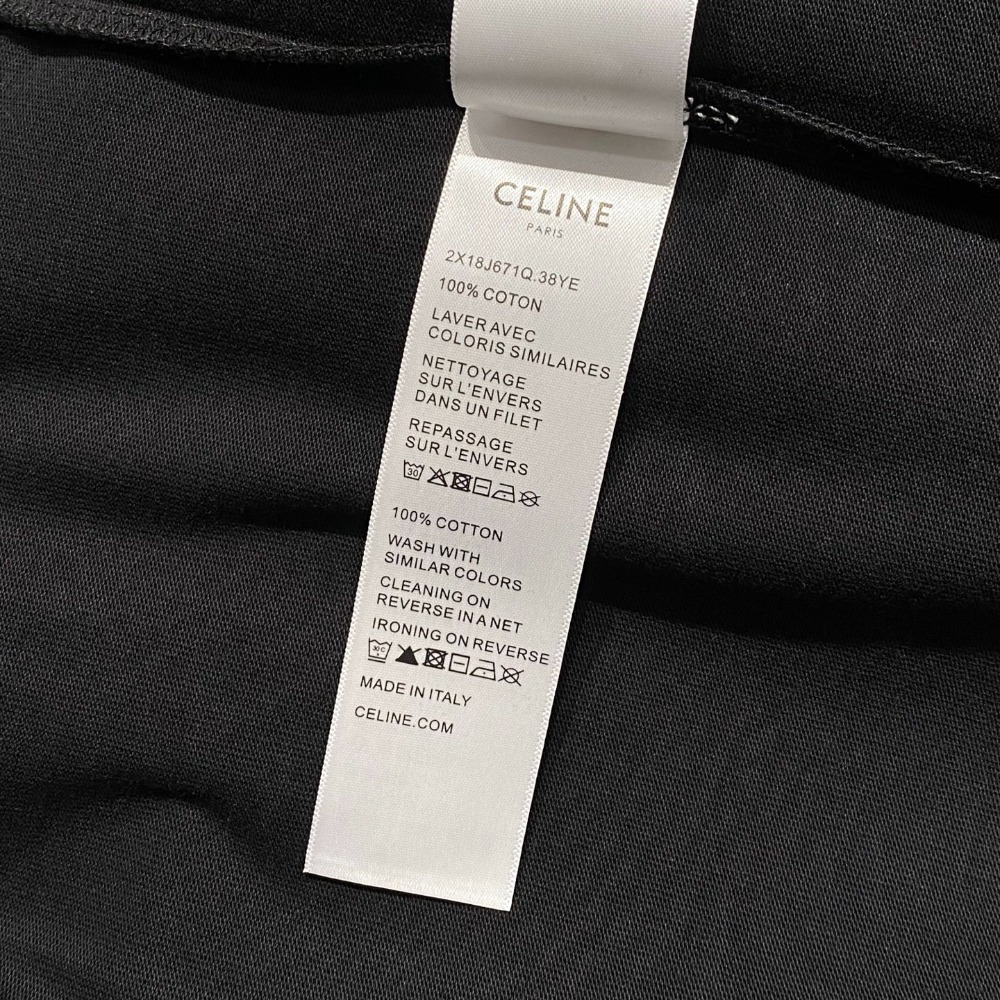 CELINE
PARIS
2X18J671Q.38YE
100% COTON
LAVER AVEC
COLORIS SIMILAIRES
NETTOYAGE
SUR L'ENVERS
DANS UN FILET
REPASSAGE
SUR L'ENVERS
30
100% COTTON
WASH WITH
SIMILAR COLORS
CLEANING ON
REVERSE IN A NET
IRONING ON REVERSE
30C
MADE IN ITALY
CELINE.COM